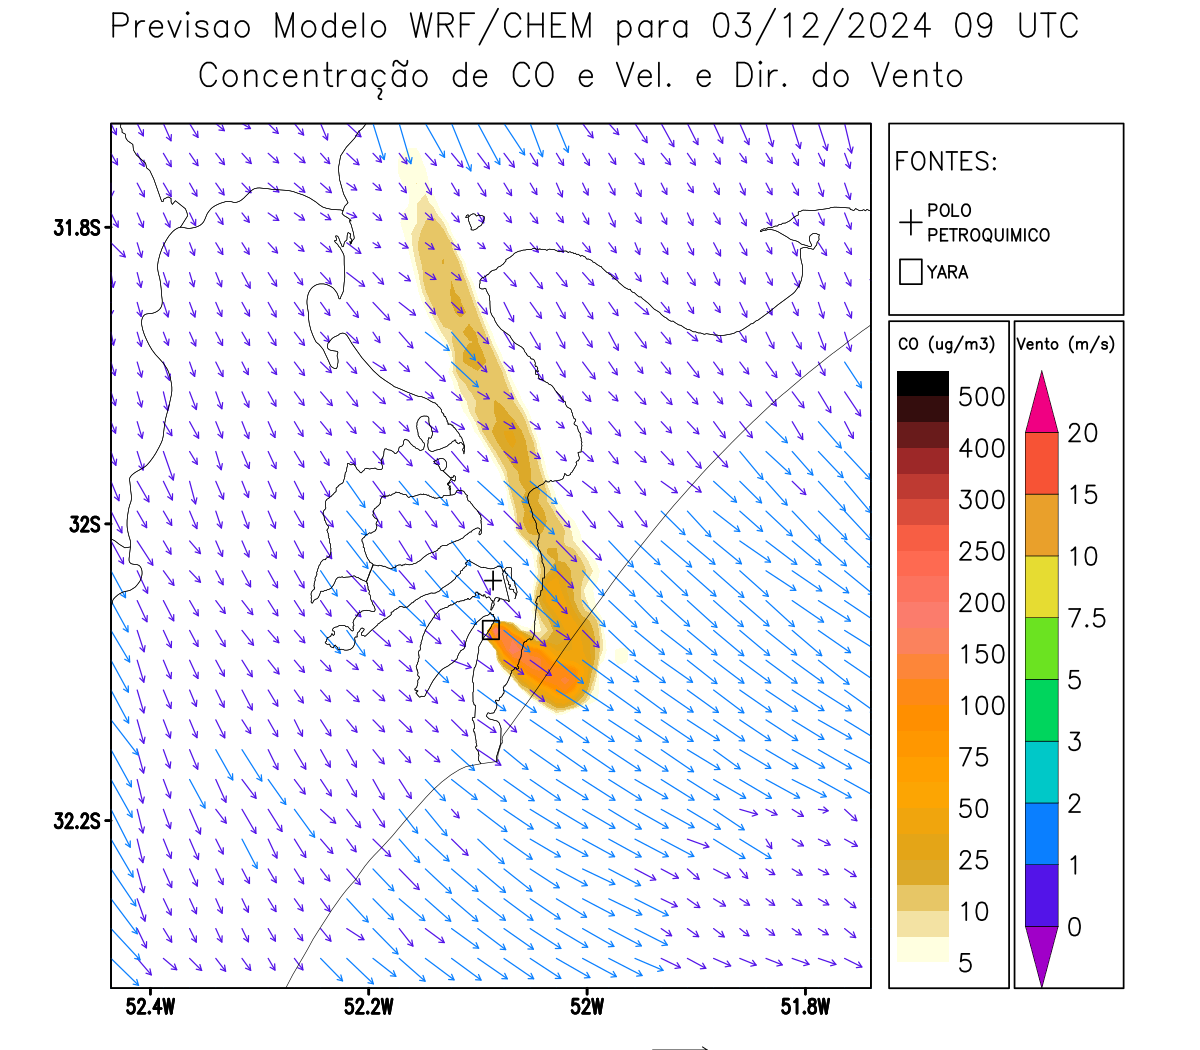 Previsao Modelo WRF/CHEM para 03/12/2024 09 UTC
Concentração de CO e Vel. e Dir. do Vento
FONTES:
POLO
PETROQUIMICO
YARA
CO (ug/m3)
500
400
300
250
200
150
100
75
50
25
10
5
Vento (m/s)
20
15
10
7.5
5
3
2
1
0
31.8S
32S
32.2S
52.4W
52.2W
52W
51.8W